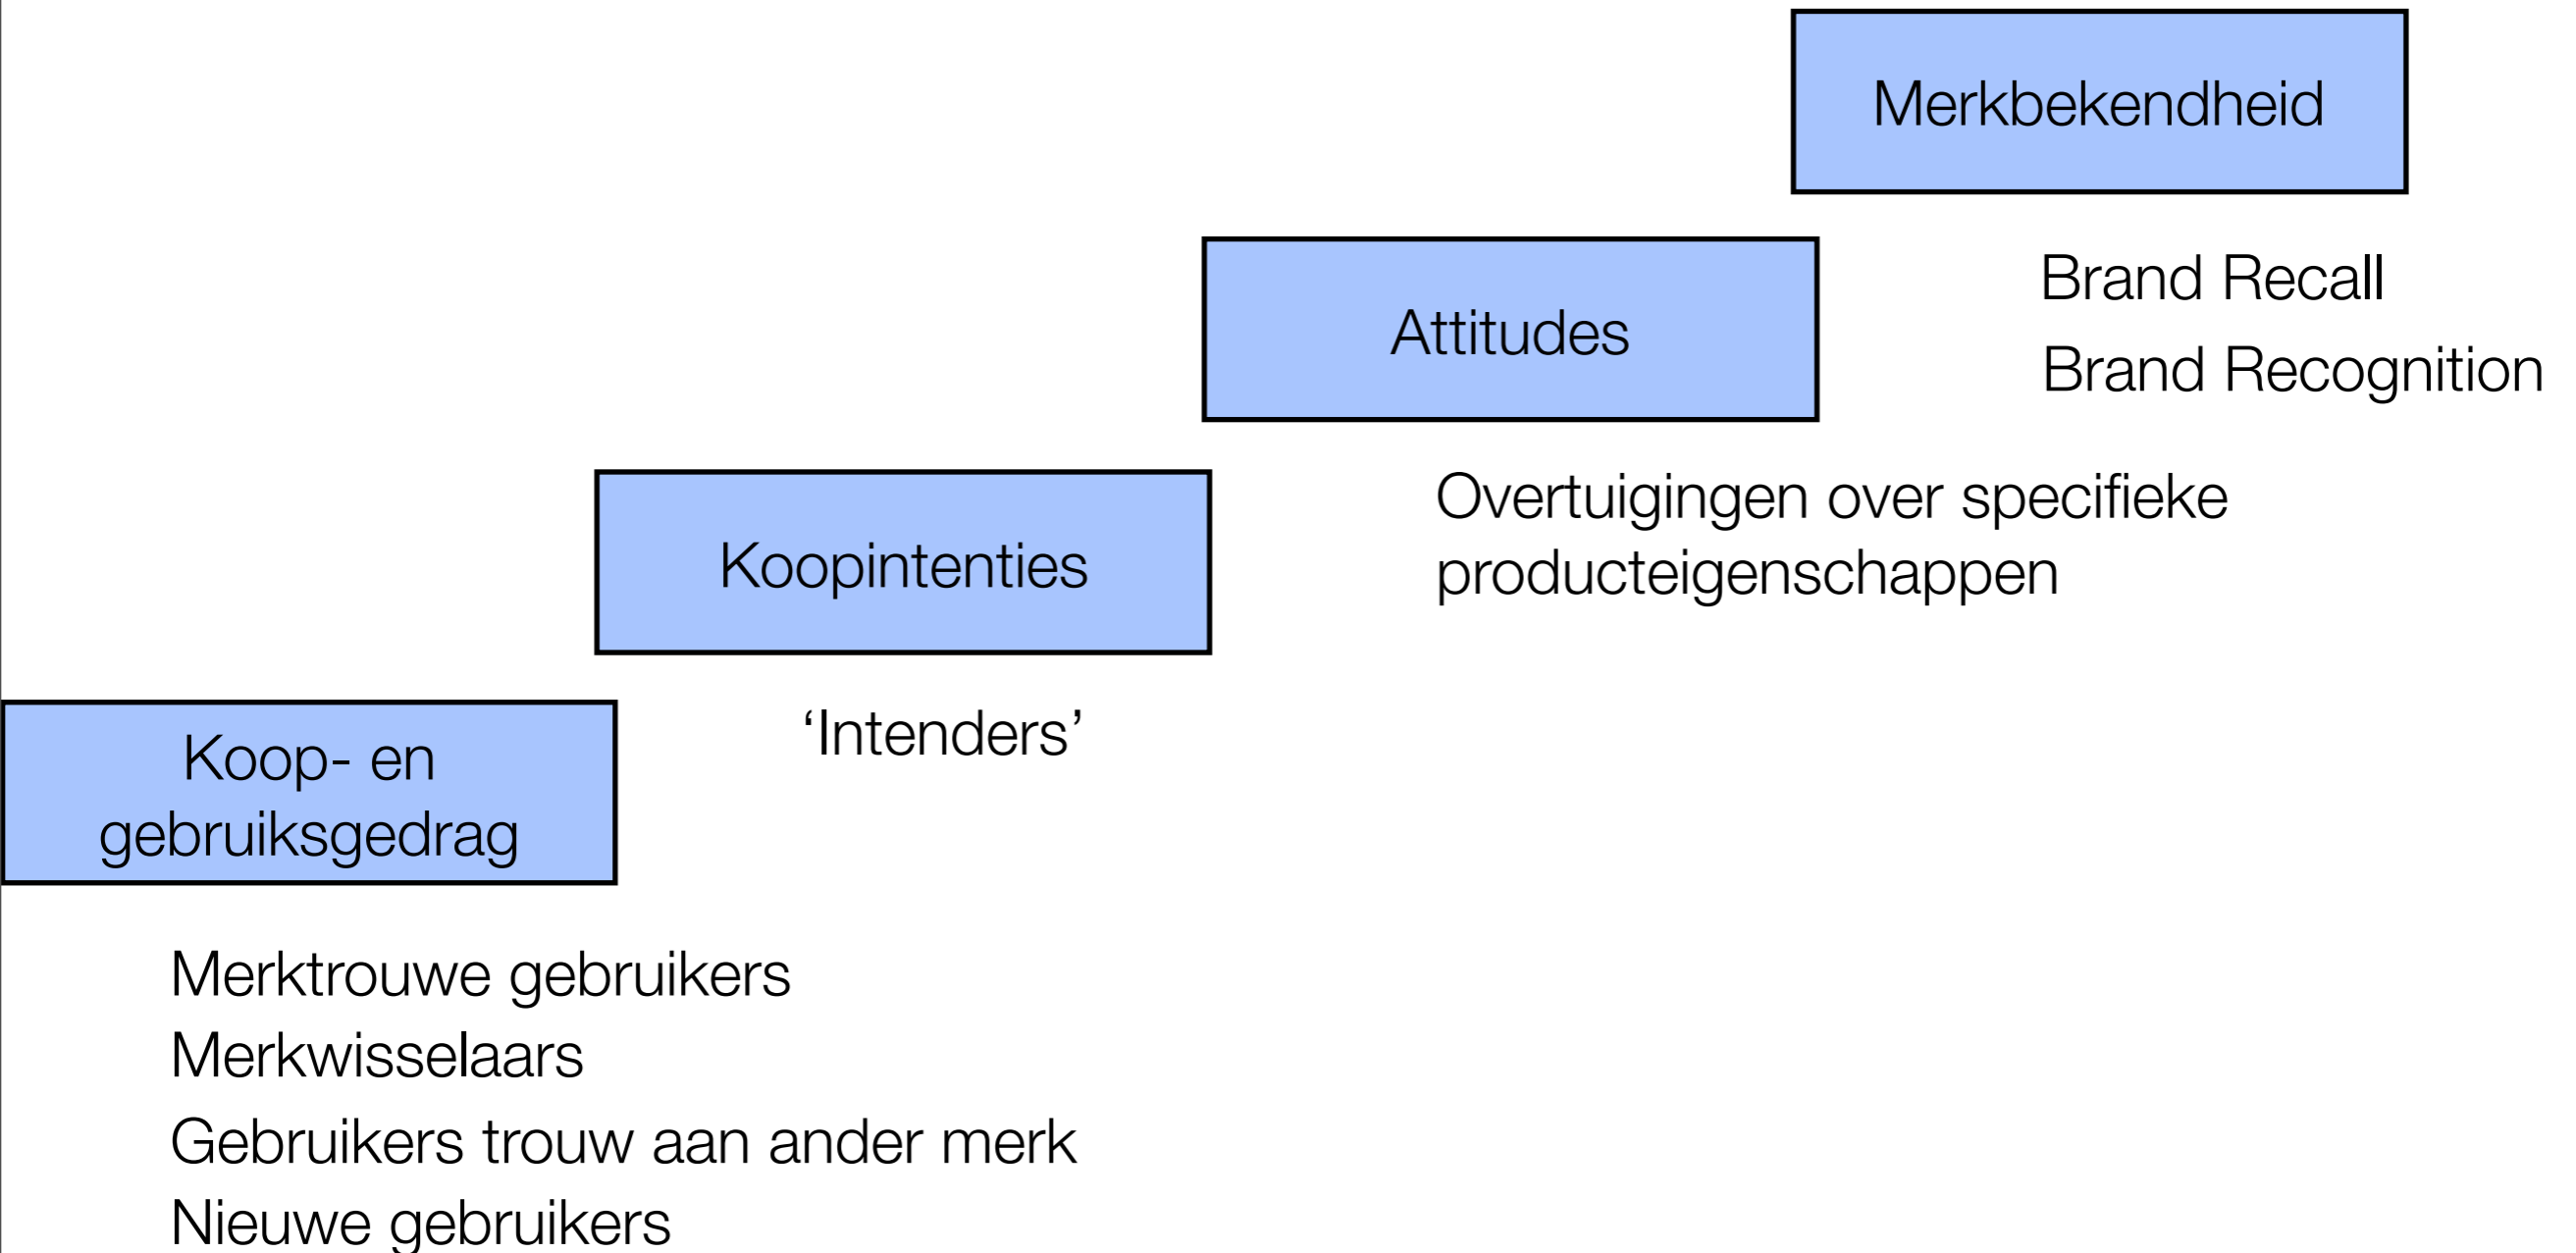 Merkbekendheid
Brand Recall
Brand Recognition
Attitudes
Overtuigingen over specifieke
producteigenschappen
Koopintenties
‘Intenders’
Koop- en
gebruiksgedrag
Merktrouwe gebruikers
Merkwisselaars
Gebruikers trouw aan ander merk
Nieuwe gebruikers